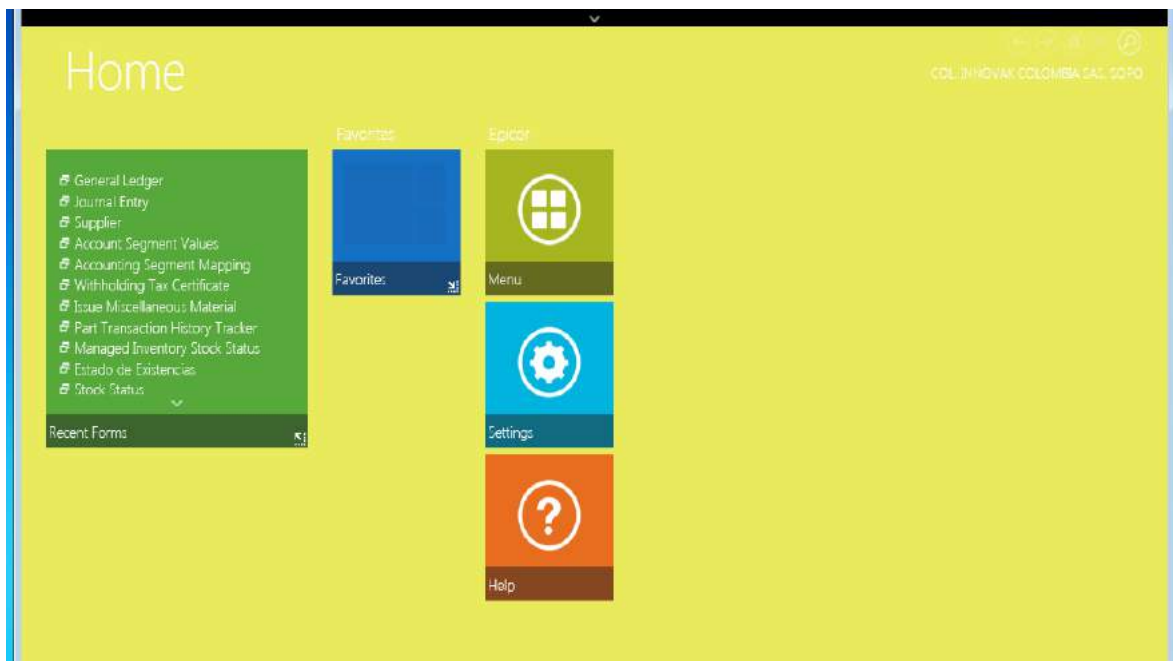 Home
COL. INNOVAK COLOMBIA SAS. SOPO
Favorites
Epicor
General Ledger
Journal Entry
Supplier
Account Segment Values
Accounting Segment Mapping
Withholding Tax Certificate
Issue Miscellaneous Material
Part Transaction History Tracker
Managed Inventory Stock Status
Estado de Existencias
Stock Status
Recent Forms
Favorites
Menu
Settings
Help